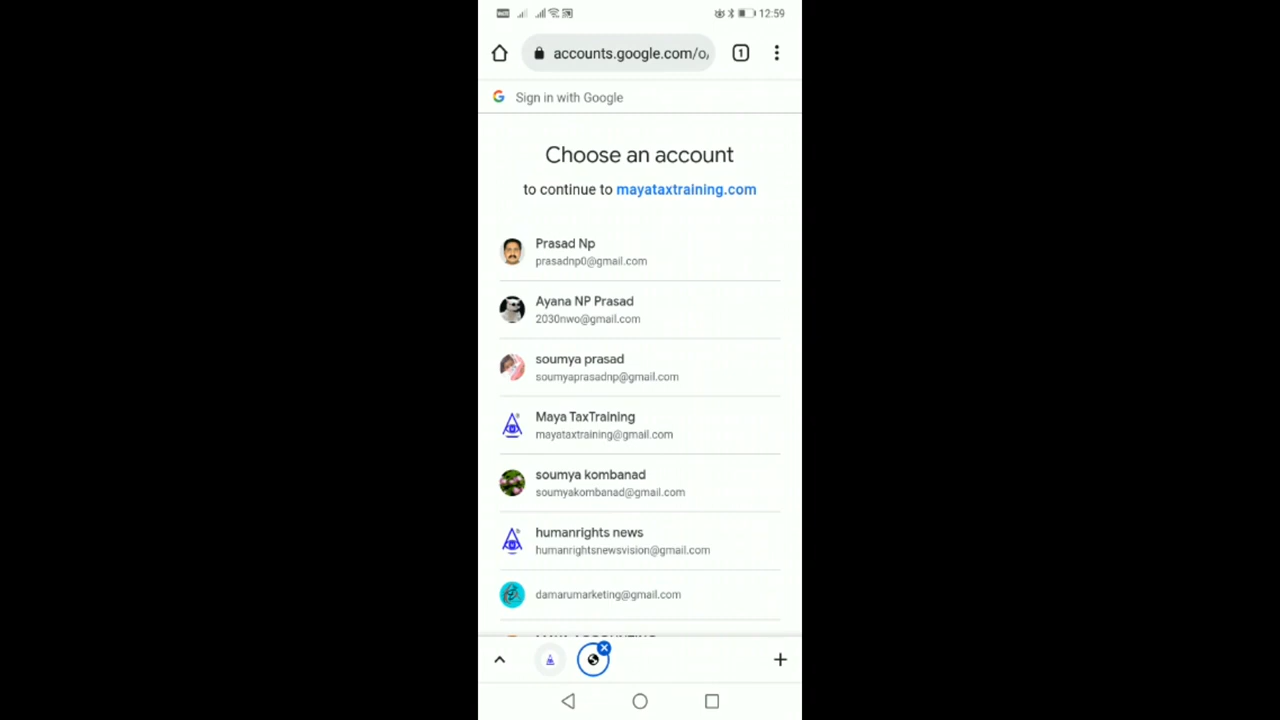 12:59
accounts.google.com/o/
1
Sign in with Google
Choose an account
to continue to mayataxtraining.com
Prasad Np
prasadnp0@gmail.com
Ayana NP Prasad
2030nwo@gmail.com
soumya prasad
soumyaprasadnp@gmail.com
Maya TaxTraining
mayataxtraining@gmail.com
soumya kombanad
soumyakombanad@gmail.com
humanrights news
humanrightsnewsvision@gmail.com
damarumarketing@gmail.com